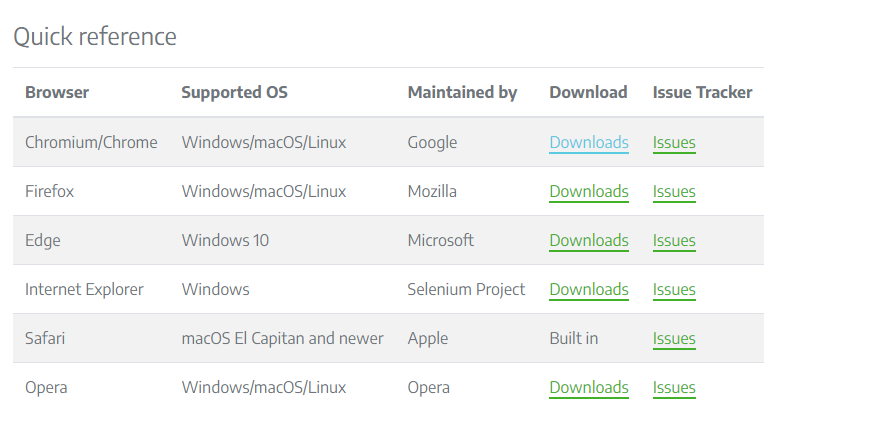 Quick reference
Browser Supported OS Maintained by Download Issue Tracker
Chromium/Chrome Windows/macOS/Linux Google Downloads Issues
Firefox Windows/macOS/Linux Mozilla Downloads Issues
Edge Windows 10 Microsoft Downloads Issues
Internet Explorer Windows Selenium Project Downloads Issues
Safari macOS El Capitan and newer Apple Built in Issues
Opera Windows/macOS/Linux Opera Downloads Issues